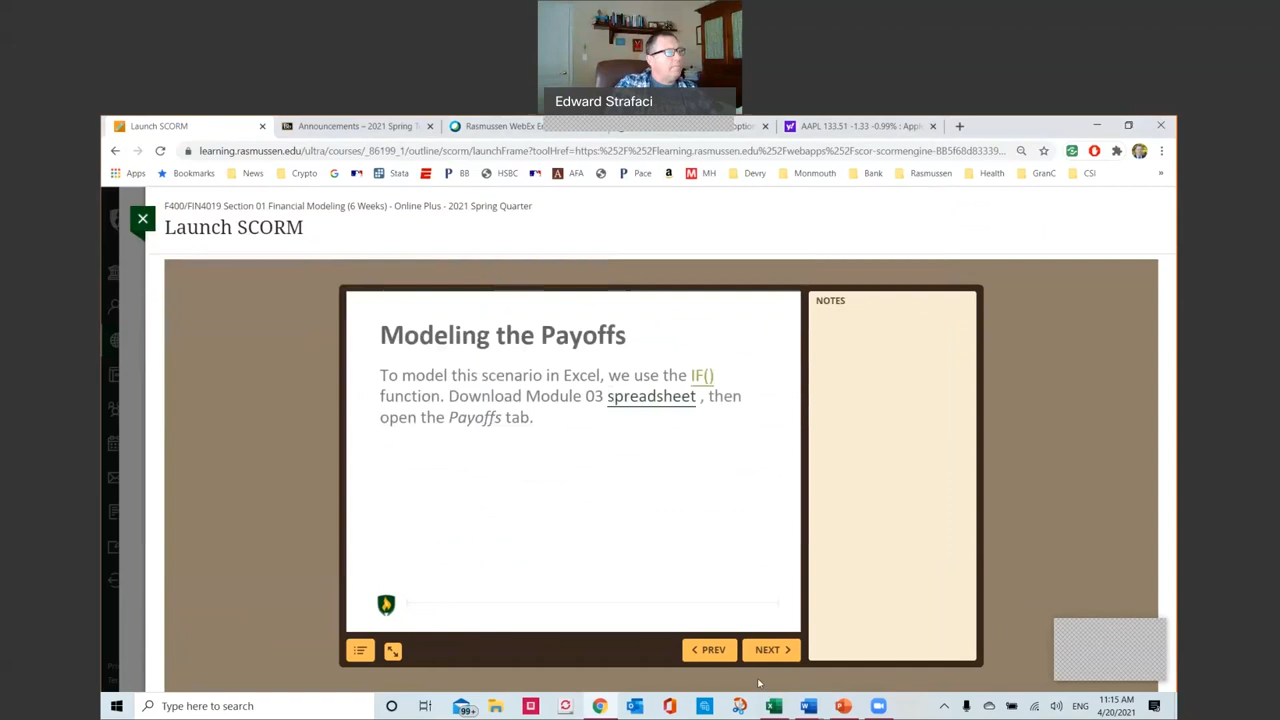 Edward Strafaci
Launch SCORM
Announcements – 2021 Spring
Rasmussen WebEx
AAPL 133.51 -1.33 -0.99% : Appl
learning.rasmussen.edu/ultra/courses/_86199_1/outline/scorm/launchFrame?toolHref=https:%252F%252Flearning.rasmussen.edu%252Fwebapps%252Fscor-scormengine-BB5f68d83339...
Apps Bookmarks News Crypto Stata PB HSBC AFA Pace MH Devry Monmouth Bank Rasmussen Health GranC CSI »
F400/FIN4019 Section 01 Financial Modeling (6 Weeks) - Online Plus - 2021 Spring Quarter
Launch SCORM
NOTES
Modeling the Payoffs
To model this scenario in Excel, we use the IF()
function. Download Module 03 spreadsheet , then
open the Payoffs tab.
PREV NEXT
Type here to search
99+
ENG
11:15 AM
4/20/2021